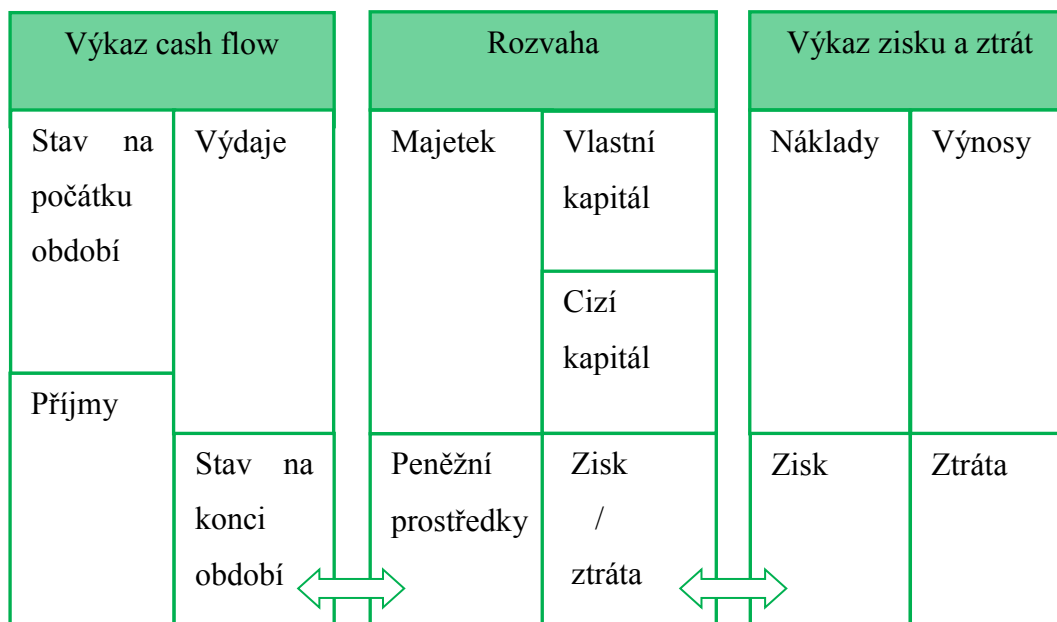 Výkaz cash flow
Stav na
počátku
období
Výdaje
Příjmy
Stav na
konci
období
Rozvaha
Majetek
Vlastní
kapitál
Cizí
kapitál
Peněžní
prostředky
Zisk
/
ztráta
Výkaz zisku a ztrát
Náklady
Výnosy
Zisk
Ztráta